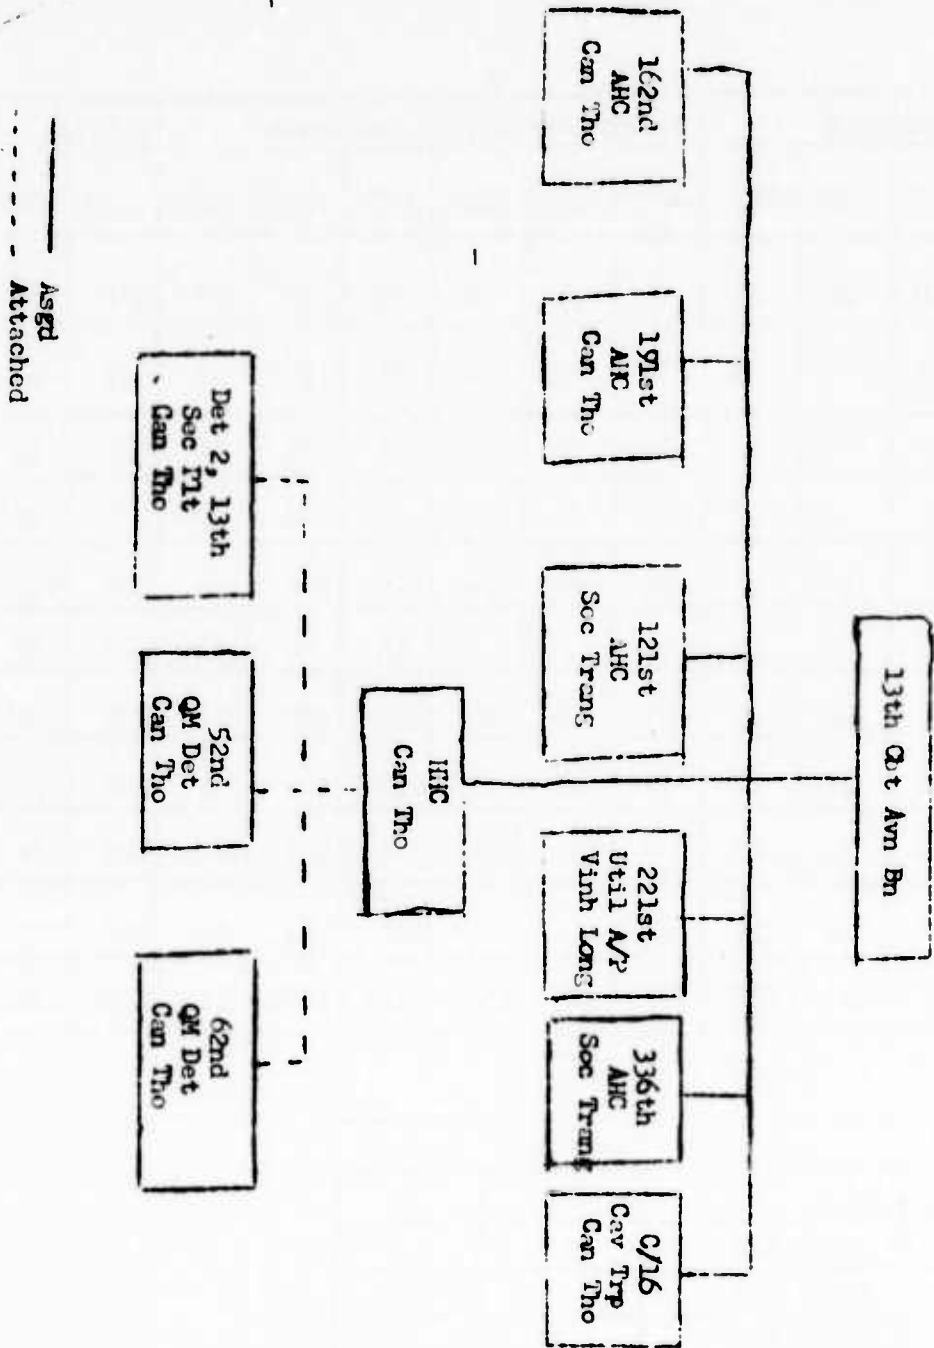 13th Cbt Avn Bn
162nd
AHC
Can Tho
191st
AHC
Can Tho
121st
AHC
Soc Trang
221st
Util A/P
Vinh Long
336th
AHC
Soc Trang
C/16
Cav Trp
Can Tho
HHC
Can Tho
Det 2, 13th
Sec Plt
Can Tho
52nd
QM Det
Can Tho
62nd
QM Det
Can Tho
Asgd
Attached